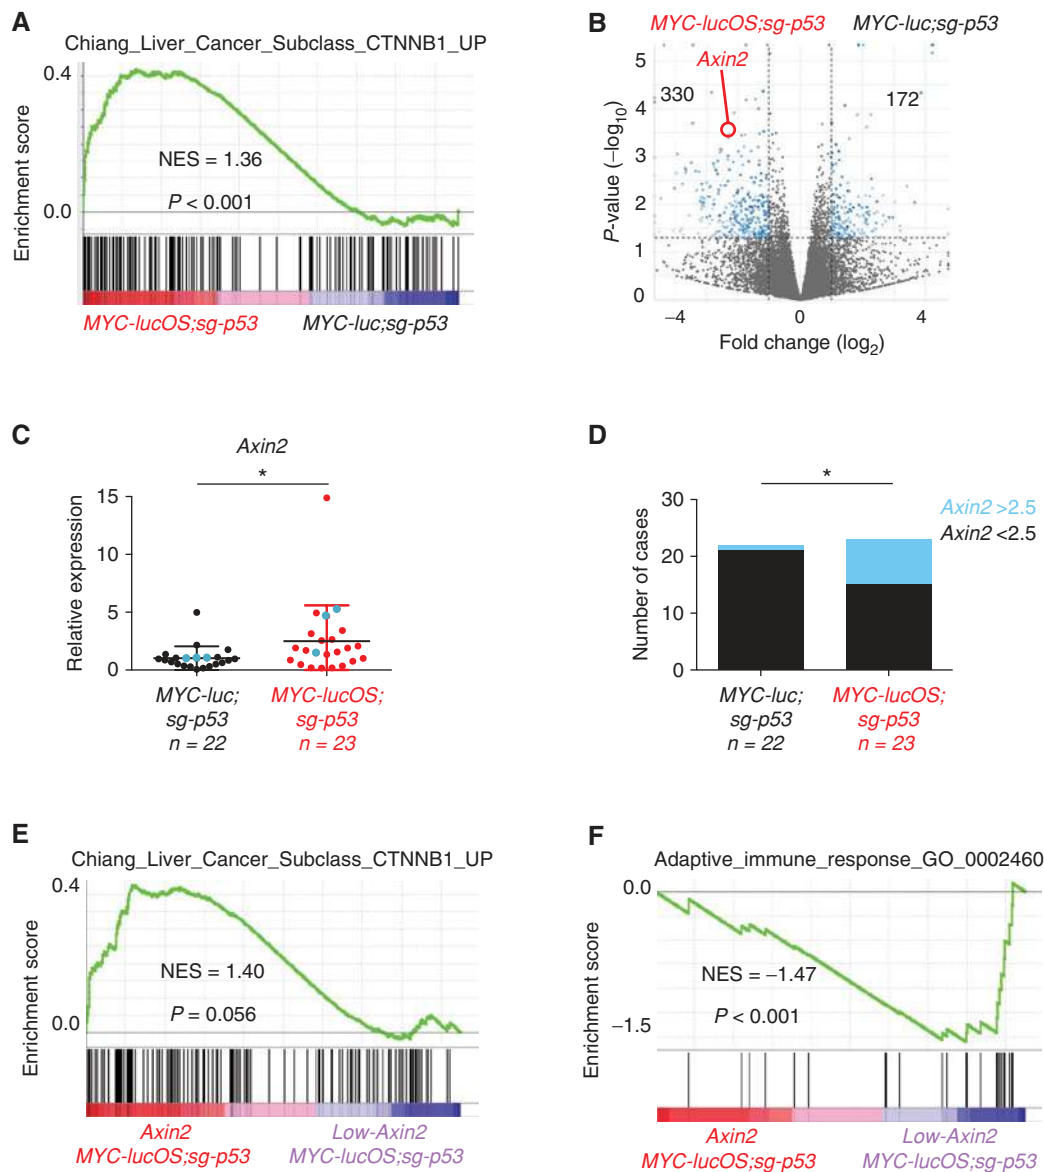 A
Chiang_Liver_Cancer_Subclass_CTNNB1_UP
Enrichment score
0.4
0.0
NES = 1.36
P < 0.001
MYC-lucOS;sg-p53
MYC-luc;sg-p53
B
MYC-lucOS;sg-p53
MYC-luc;sg-p53
Axin2
330
172
P-value (−log10)
5
4
3
2
1
0
−4
0
4
Fold change (log2)
C
Axin2
*
Relative expression
15
10
5
0
MYC-luc;
sg-p53
n = 22
MYC-lucOS;
sg-p53
n = 23
D
*
Number of cases
30
20
10
0
Axin2 >2.5
Axin2 <2.5
MYC-luc;
sg-p53
n = 22
MYC-lucOS;
sg-p53
n = 23
E
Chiang_Liver_Cancer_Subclass_CTNNB1_UP
Enrichment score
0.4
0.0
NES = 1.40
P = 0.056
Axin2
MYC-lucOS;sg-p53
Low-Axin2
MYC-lucOS;sg-p53
F
Adaptive_immune_response_GO_0002460
Enrichment score
0.0
−1.5
NES = −1.47
P < 0.001
Axin2
MYC-lucOS;sg-p53
Low-Axin2
MYC-lucOS;sg-p53